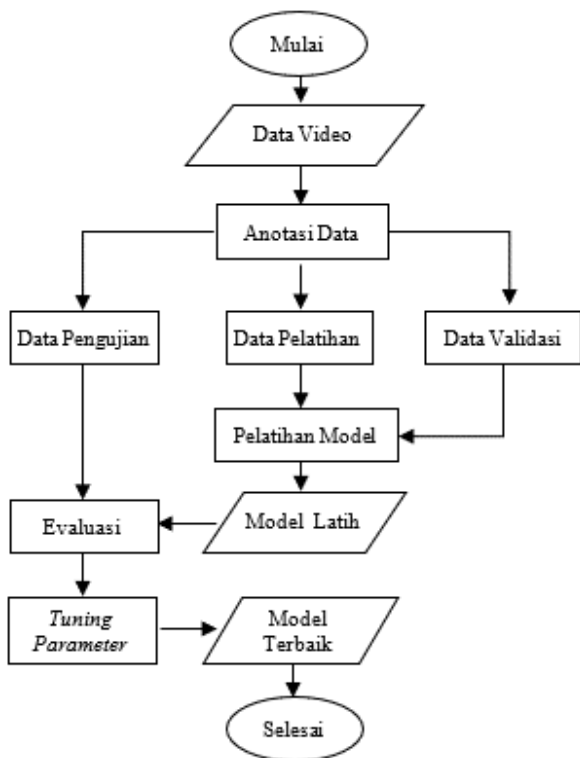 Mulai
Data Video
Anotasi Data
Data Pengujian
Data Pelatihan
Data Validasi
Pelatihan Model
Evaluasi
Model Latih
Tuning
Parameter
Model
Terbaik
Selesai